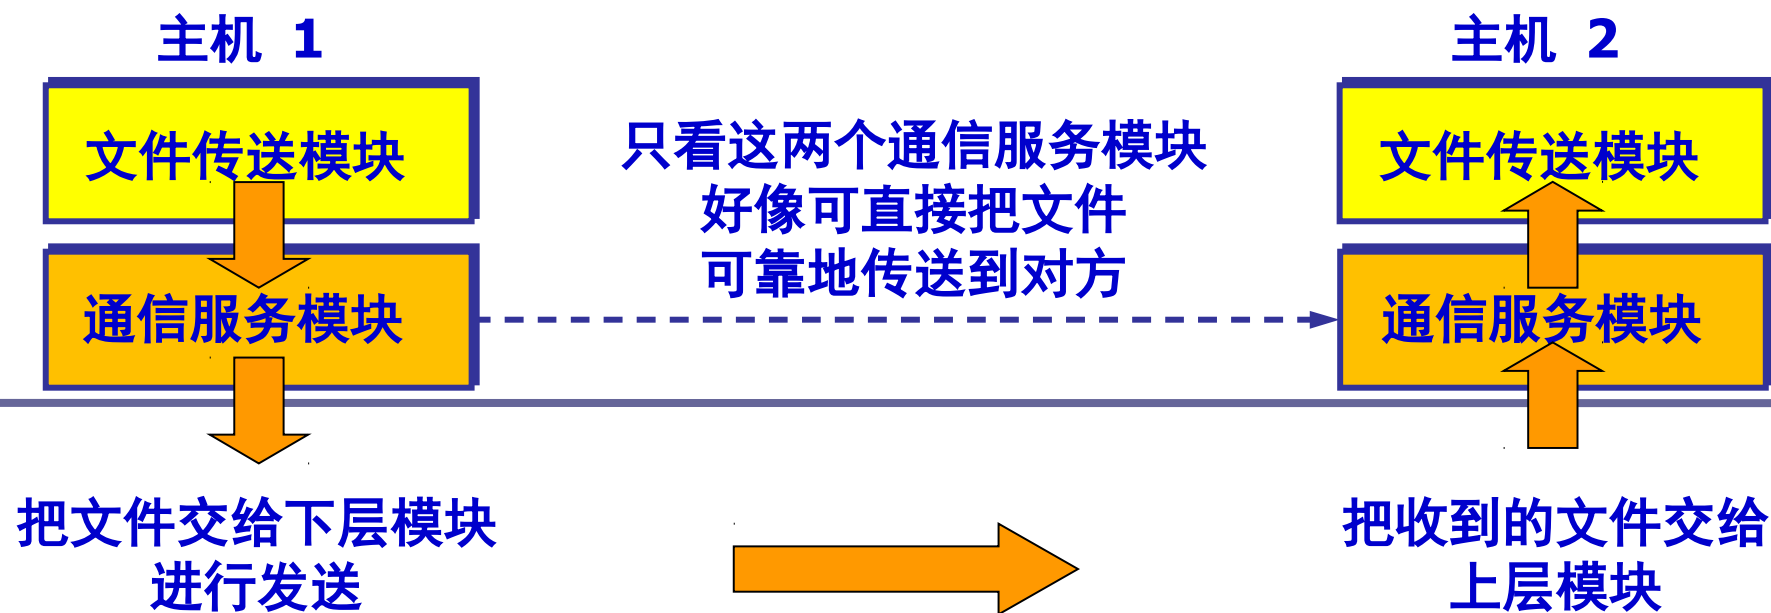 主机 1
主机 2
文件传送模块
只看这两个通信服务模块
好像可直接把文件
可靠地传送到对方
文件传送模块
通信服务模块
通信服务模块
把文件交给下层模块
进行发送
把收到的文件交给
上层模块